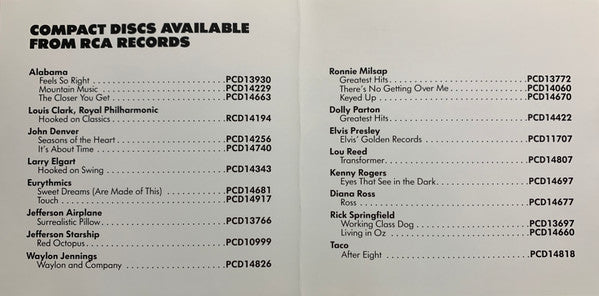 COMPACT DISCS AVAILABLE
FROM RCA RECORDS
Alabama
Feels So Right . . . . . . . . . . . . . . . . . . . . . . . . . .PCD13930
Mountain Music . . . . . . . . . . . . . . . . . . . . . . . . .PCD14229
The Closer You Get . . . . . . . . . . . . . . . . . . . . . .PCD14663
Louis Clark, Royal Philharmonic
Hooked on Classics . . . . . . . . . . . . . . . . . . . . . .RCD14194
John Denver
Seasons of the Heart . . . . . . . . . . . . . . . . . . . . .PCD14256
It's About Time . . . . . . . . . . . . . . . . . . . . . . . . .PCD14740
Larry Elgart
Hooked on Swing . . . . . . . . . . . . . . . . . . . . . . .PCD14343
Eurythmics
Sweet Dreams (Are Made of This) . . . . . . . . . . .PCD14681
Touch . . . . . . . . . . . . . . . . . . . . . . . . . . . . . . . .PCD14917
Jefferson Airplane
Surrealistic Pillow . . . . . . . . . . . . . . . . . . . . . . .PCD13766
Jefferson Starship
Red Octopus . . . . . . . . . . . . . . . . . . . . . . . . . . .PCD10999
Waylon Jennings
Waylon and Company . . . . . . . . . . . . . . . . . . .PCD14826
Ronnie Milsap
Greatest Hits . . . . . . . . . . . . . . . . . . . . . . . . . . .PCD13772
There's No Getting Over Me . . . . . . . . . . . . . . .PCD14060
Keyed Up . . . . . . . . . . . . . . . . . . . . . . . . . . . . .PCD14670
Dolly Parton
Greatest Hits . . . . . . . . . . . . . . . . . . . . . . . . . . .PCD14422
Elvis Presley
Elvis' Golden Records . . . . . . . . . . . . . . . . . . . .PCD11707
Lou Reed
Transformer . . . . . . . . . . . . . . . . . . . . . . . . . . . .PCD14807
Kenny Rogers
Eyes That See in the Dark . . . . . . . . . . . . . . . . .PCD14697
Diana Ross
Ross . . . . . . . . . . . . . . . . . . . . . . . . . . . . . . . . .PCD14677
Rick Springfield
Working Class Dog . . . . . . . . . . . . . . . . . . . . . .PCD13697
Living in Oz . . . . . . . . . . . . . . . . . . . . . . . . . . . .PCD14660
Taco
After Eight . . . . . . . . . . . . . . . . . . . . . . . . . . . . .PCD14818